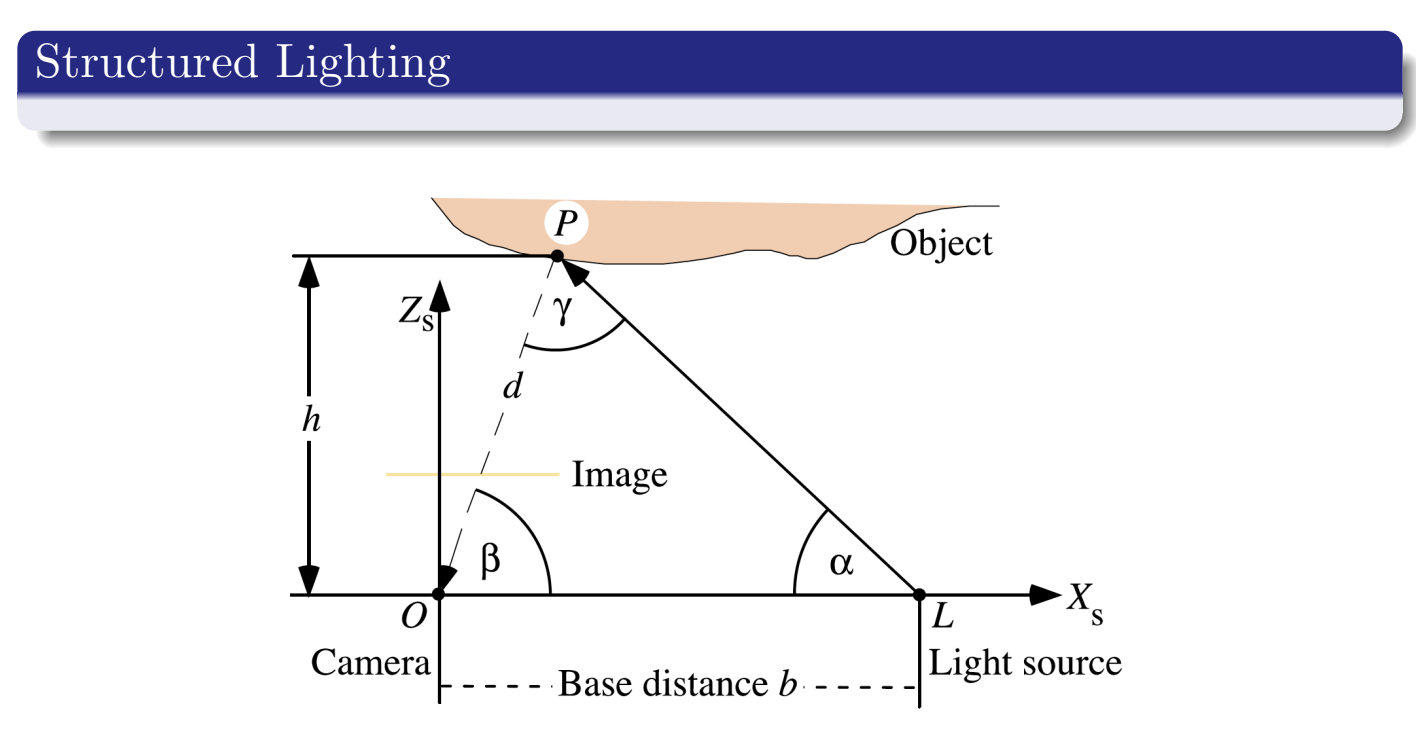 Structured Lighting
P
Object
Zs
γ
d
h
Image
β
α
O
L
Xs
Camera
Light source
Base distance b